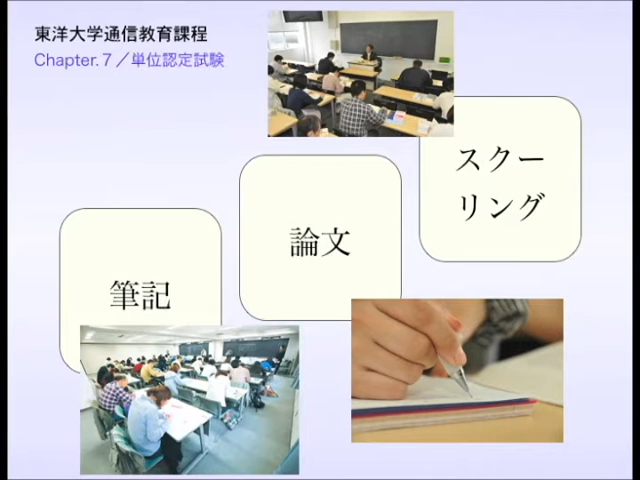 東洋大学通信教育課程
Chapter.7／単位認定試験
スクー
リング
論文
筆記